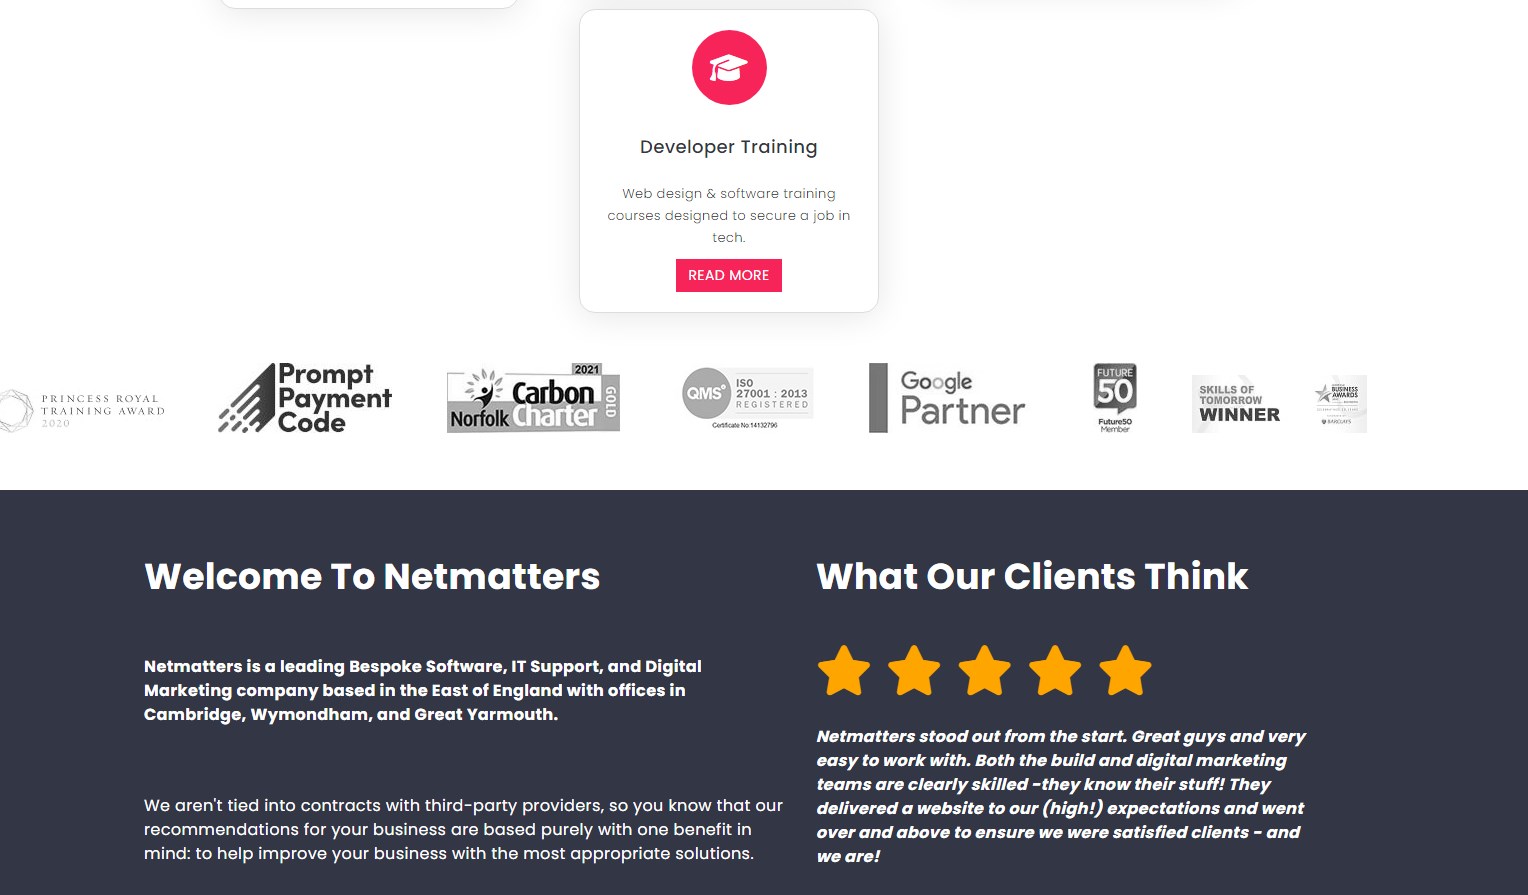 Developer Training
Web design & software training
courses designed to secure a job in
tech.
READ MORE
PRINCESS ROYAL
TRAINING AWARD
2020
Prompt
Payment
Code
2021
Carbon
Norfolk Charter
GOLD
QMS
ISO
27001 : 2013
REGISTERED
Certificate No.14132796
Google
Partner
FUTURE
50
Future50
Member
SKILLS OF
TOMORROW
WINNER
BUSINESS
AWARDS
BARCLAYS
Welcome To Netmatters
Netmatters is a leading Bespoke Software, IT Support, and Digital
Marketing company based in the East of England with offices in
Cambridge, Wymondham, and Great Yarmouth.
We aren't tied into contracts with third-party providers, so you know that our
recommendations for your business are based purely with one benefit in
mind: to help improve your business with the most appropriate solutions.
What Our Clients Think
Netmatters stood out from the start. Great guys and very
easy to work with. Both the build and digital marketing
teams are clearly skilled -they know their stuff! They
delivered a website to our (high!) expectations and went
over and above to ensure we were satisfied clients - and
we are!